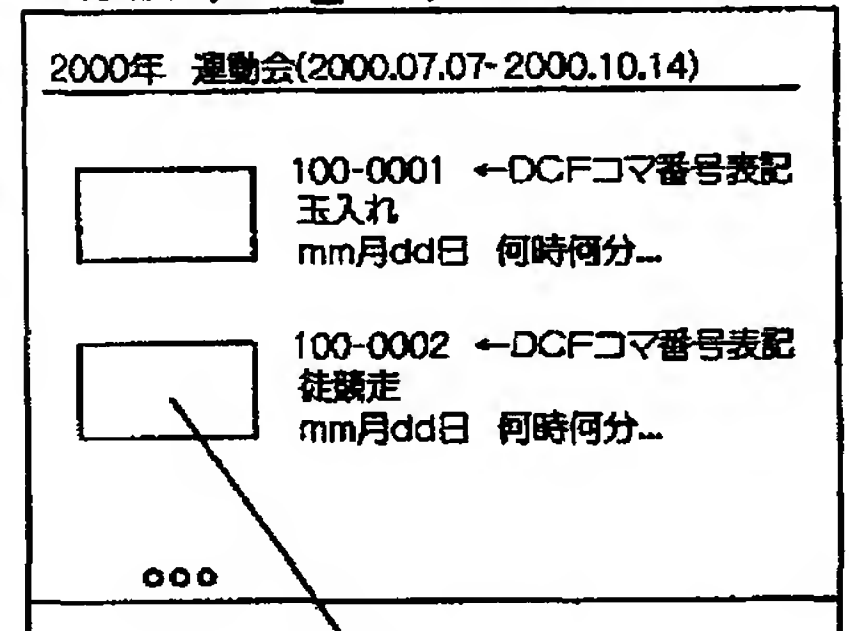 2000年 運動会(2000.07.07-2000.10.14)
100-0001 ←DCFコマ番号表記
玉入れ
mm月dd日 何時何分...
100-0002 ←DCFコマ番号表記
徒競走
mm月dd日 何時何分...
ooo